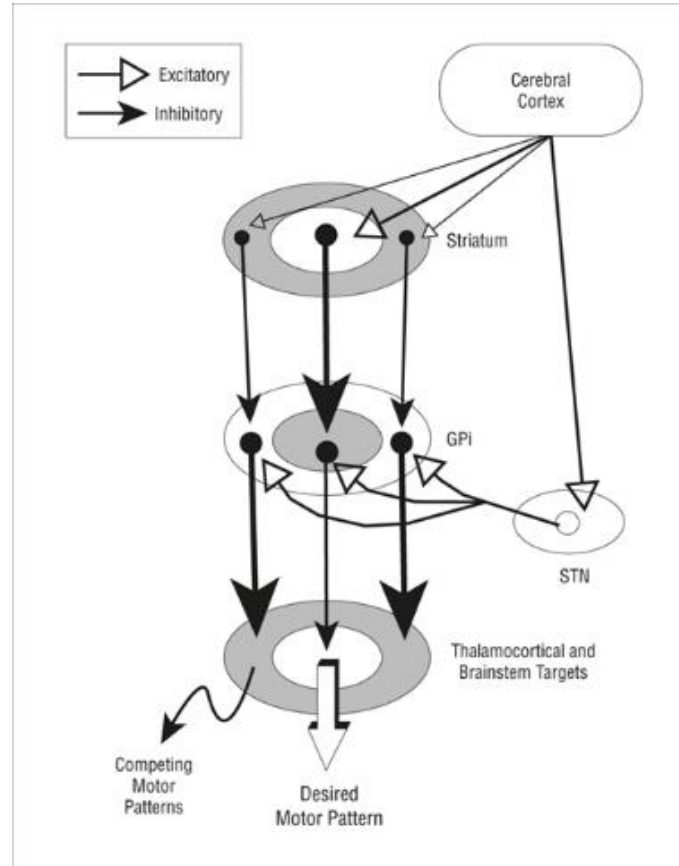 Excitatory
Inhibitory
Cerebral
Cortex
Striatum
GPi
STN
Thalamocortical and
Brainstem Targets
Competing
Motor
Patterns
Desired
Motor Pattern